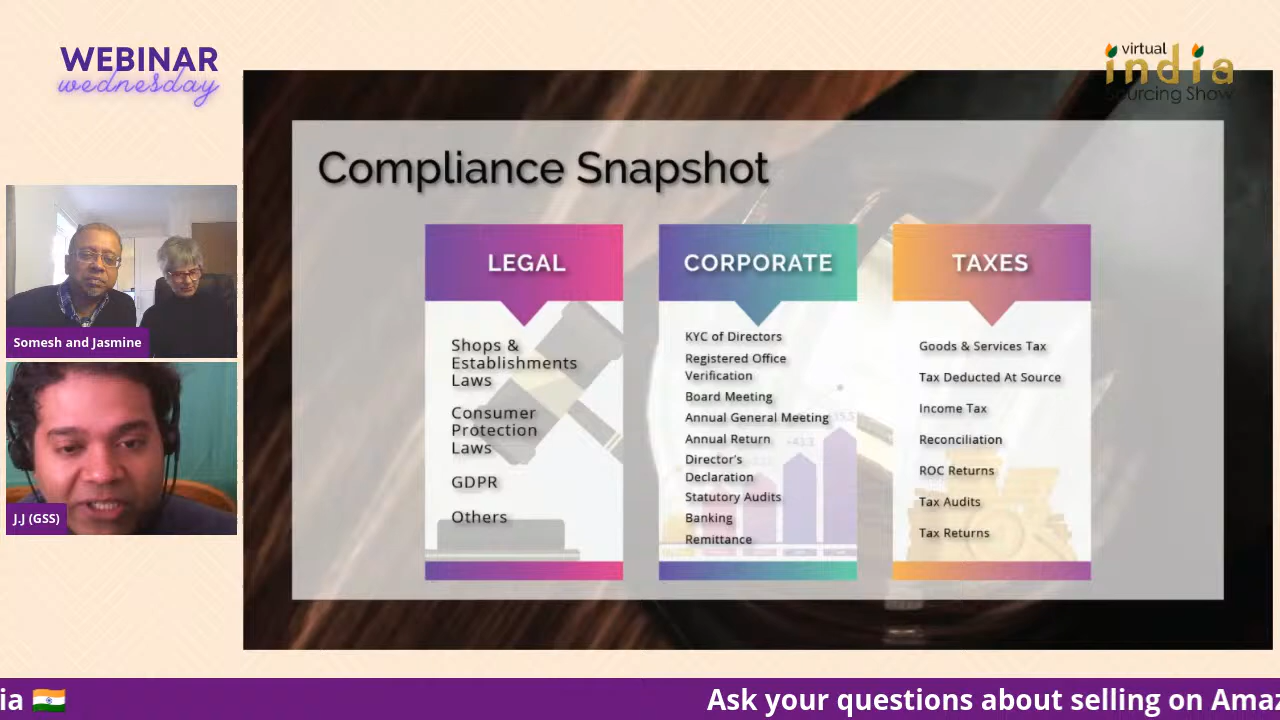 WEBINAR
wednesday
virtual
india
Sourcing Show
Compliance Snapshot
LEGAL
Shops &
Establishments
Laws
Consumer
Protection
Laws
GDPR
Others
CORPORATE
KYC of Directors
Registered Office
Verification
Board Meeting
Annual General Meeting
Annual Return
Director's
Declaration
Statutory Audits
Banking
Remittance
TAXES
Goods & Services Tax
Tax Deducted At Source
Income Tax
Reconciliation
ROC Returns
Tax Audits
Tax Returns
Somesh and Jasmine
J.J (GSS)
ia 🇮🇳 Ask your questions about selling on Amaz